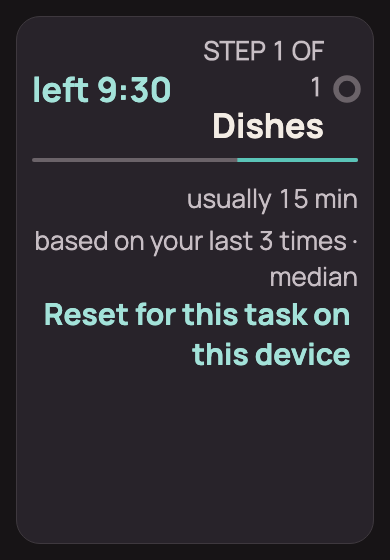 STEP 1 OF
1
Dishes
left 9:30
usually 15 min
based on your last 3 times ·
median
Reset for this task on
this device